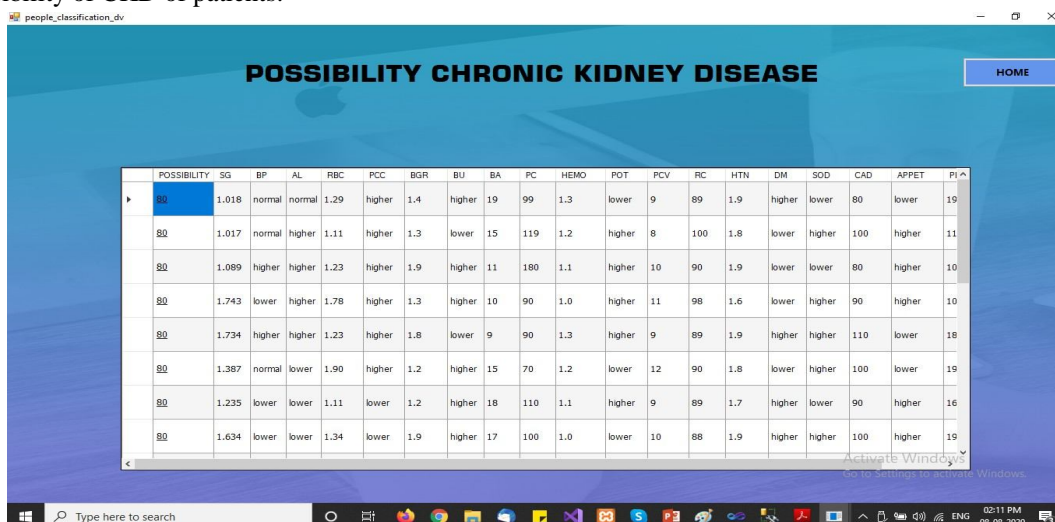 of patients.
people_classification_dv
POSSIBILITY CHRONIC KIDNEY DISEASE
HOME
POSSIBILITY SG BP AL RBC PCC BGR BU BA PC HEMO POT PCV RC HTN DM SOD CAD APPET
80 1.018 normal normal 1.29 higher 1.4 higher 19 99 1.3 lower 9 89 1.9 higher lower 80 lower 19
80 1.017 normal higher 1.11 higher 1.3 lower 15 119 1.2 higher 8 100 1.8 lower higher 100 higher 11
80 1.089 higher higher 1.23 higher 1.9 higher 11 180 1.1 higher 10 90 1.9 lower lower 80 higher 10
80 1.743 lower higher 1.78 higher 1.3 higher 10 90 1.0 higher 11 98 1.6 lower higher 90 higher 10
80 1.734 higher higher 1.23 higher 1.8 lower 9 90 1.3 higher 9 89 1.9 higher higher 110 lower 18
80 1.387 normal lower 1.90 higher 1.2 higher 15 70 1.2 lower 12 90 1.8 lower higher 100 lower 19
80 1.235 lower lower 1.11 lower 1.2 higher 18 110 1.1 higher 9 89 1.7 higher lower 90 higher 16
80 1.634 lower lower 1.34 lower 1.9 higher 17 100 1.0 lower 10 88 1.9 higher higher 100 higher 19
Activate Windows
Go to Settings to activate Windows.
Type here to search
ENG
02:11 PM
08-08-2020